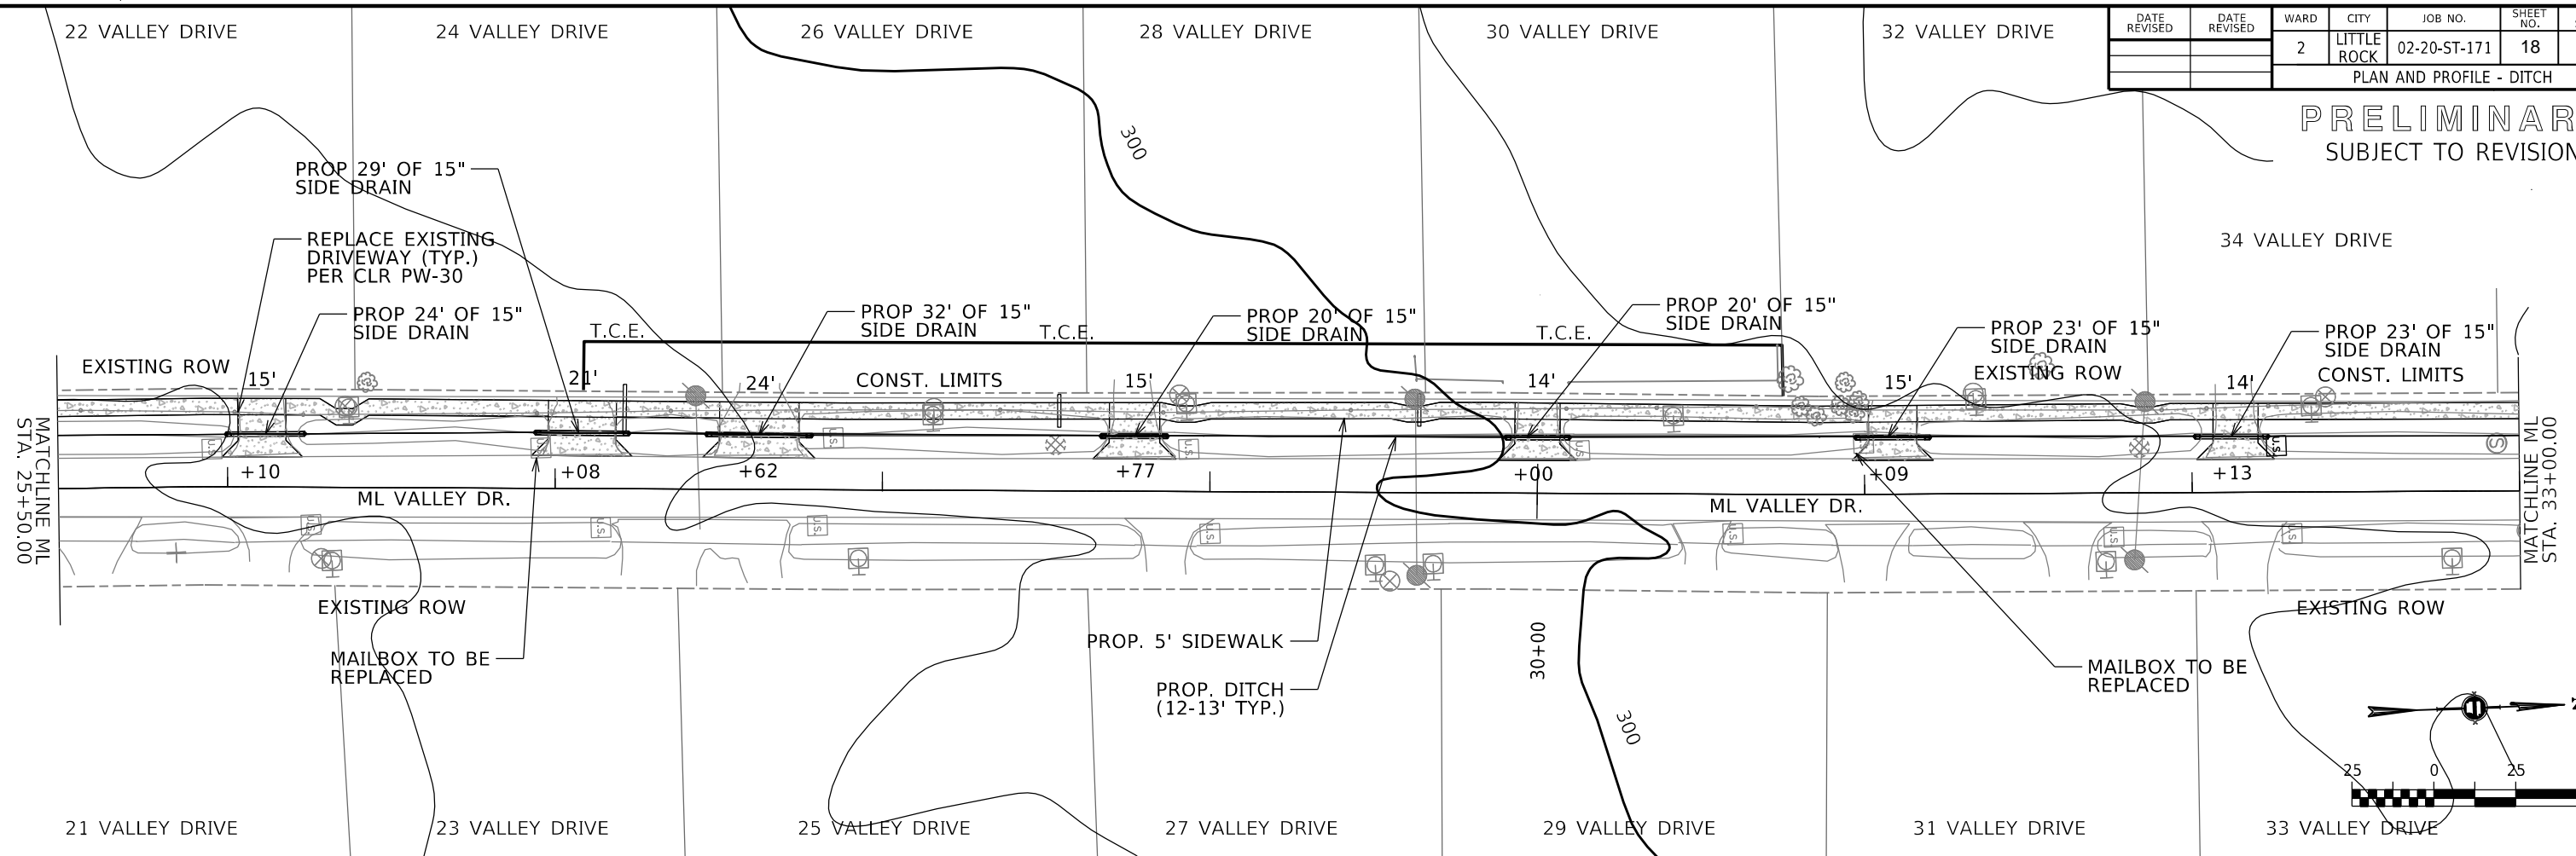 22 VALLEY DRIVE
24 VALLEY DRIVE
26 VALLEY DRIVE
28 VALLEY DRIVE
30 VALLEY DRIVE
32 VALLEY DRIVE
DATE REVISED
DATE REVISED
WARD
CITY
JOB NO.
SHEET NO.
2
LITTLE ROCK
02-20-ST-171
18
PLAN AND PROFILE - DITCH
PRELIMINAR
SUBJECT TO REVISION
300
PROP 29' OF 15"
SIDE DRAIN
REPLACE EXISTING
DRIVEWAY (TYP.)
PER CLR PW-30
34 VALLEY DRIVE
PROP 24' OF 15"
SIDE DRAIN
PROP 32' OF 15"
SIDE DRAIN
PROP 20' OF 15"
SIDE DRAIN
PROP 20' OF 15"
SIDE DRAIN
PROP 23' OF 15"
SIDE DRAIN
PROP 23' OF 15"
SIDE DRAIN
T.C.E.
T.C.E.
T.C.E.
EXISTING ROW
CONST. LIMITS
EXISTING ROW
CONST. LIMITS
15'
21'
24'
15'
14'
15'
14'
MATCHLINE ML
STA. 25+50.00
U.S.
U.S.
U.S.
U.S.
U.S.
U.S.
U.S.
S
MATCHLINE ML
STA. 33+00.00
+10
+08
+62
+77
+00
+09
+13
ML VALLEY DR.
ML VALLEY DR.
U.S.
U.S.
U.S.
U.S.
U.S.
U.S.
U.S.
EXISTING ROW
EXISTING ROW
MAILBOX TO BE
REPLACED
PROP. 5' SIDEWALK
PROP. DITCH
(12-13' TYP.)
30+00
300
MAILBOX TO BE
REPLACED
25
0
25
21 VALLEY DRIVE
23 VALLEY DRIVE
25 VALLEY DRIVE
27 VALLEY DRIVE
29 VALLEY DRIVE
31 VALLEY DRIVE
33 VALLEY DRIVE